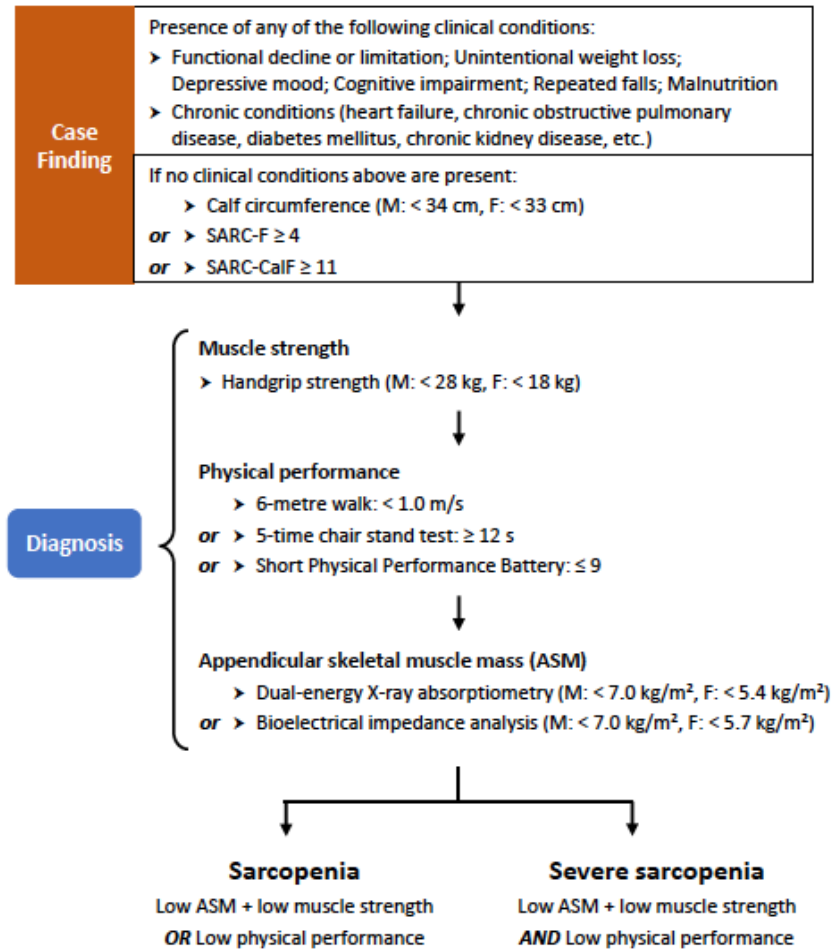 Case
Finding
Presence of any of the following clinical conditions:
➤ Functional decline or limitation; Unintentional weight loss;
Depressive mood; Cognitive impairment; Repeated falls; Malnutrition
➤ Chronic conditions (heart failure, chronic obstructive pulmonary
disease, diabetes mellitus, chronic kidney disease, etc.)
If no clinical conditions above are present:
➤ Calf circumference (M: < 34 cm, F: < 33 cm)
or ➤ SARC-F ≥ 4
or ➤ SARC-CalF ≥ 11
Diagnosis
Muscle strength
➤ Handgrip strength (M: < 28 kg, F: < 18 kg)
Physical performance
➤ 6-metre walk: < 1.0 m/s
or ➤ 5-time chair stand test: ≥ 12 s
or ➤ Short Physical Performance Battery: ≤ 9
Appendicular skeletal muscle mass (ASM)
➤ Dual-energy X-ray absorptiometry (M: < 7.0 kg/m², F: < 5.4 kg/m²)
or ➤ Bioelectrical impedance analysis (M: < 7.0 kg/m², F: < 5.7 kg/m²)
Sarcopenia
Low ASM + low muscle strength
OR Low physical performance
Severe sarcopenia
Low ASM + low muscle strength
AND Low physical performance